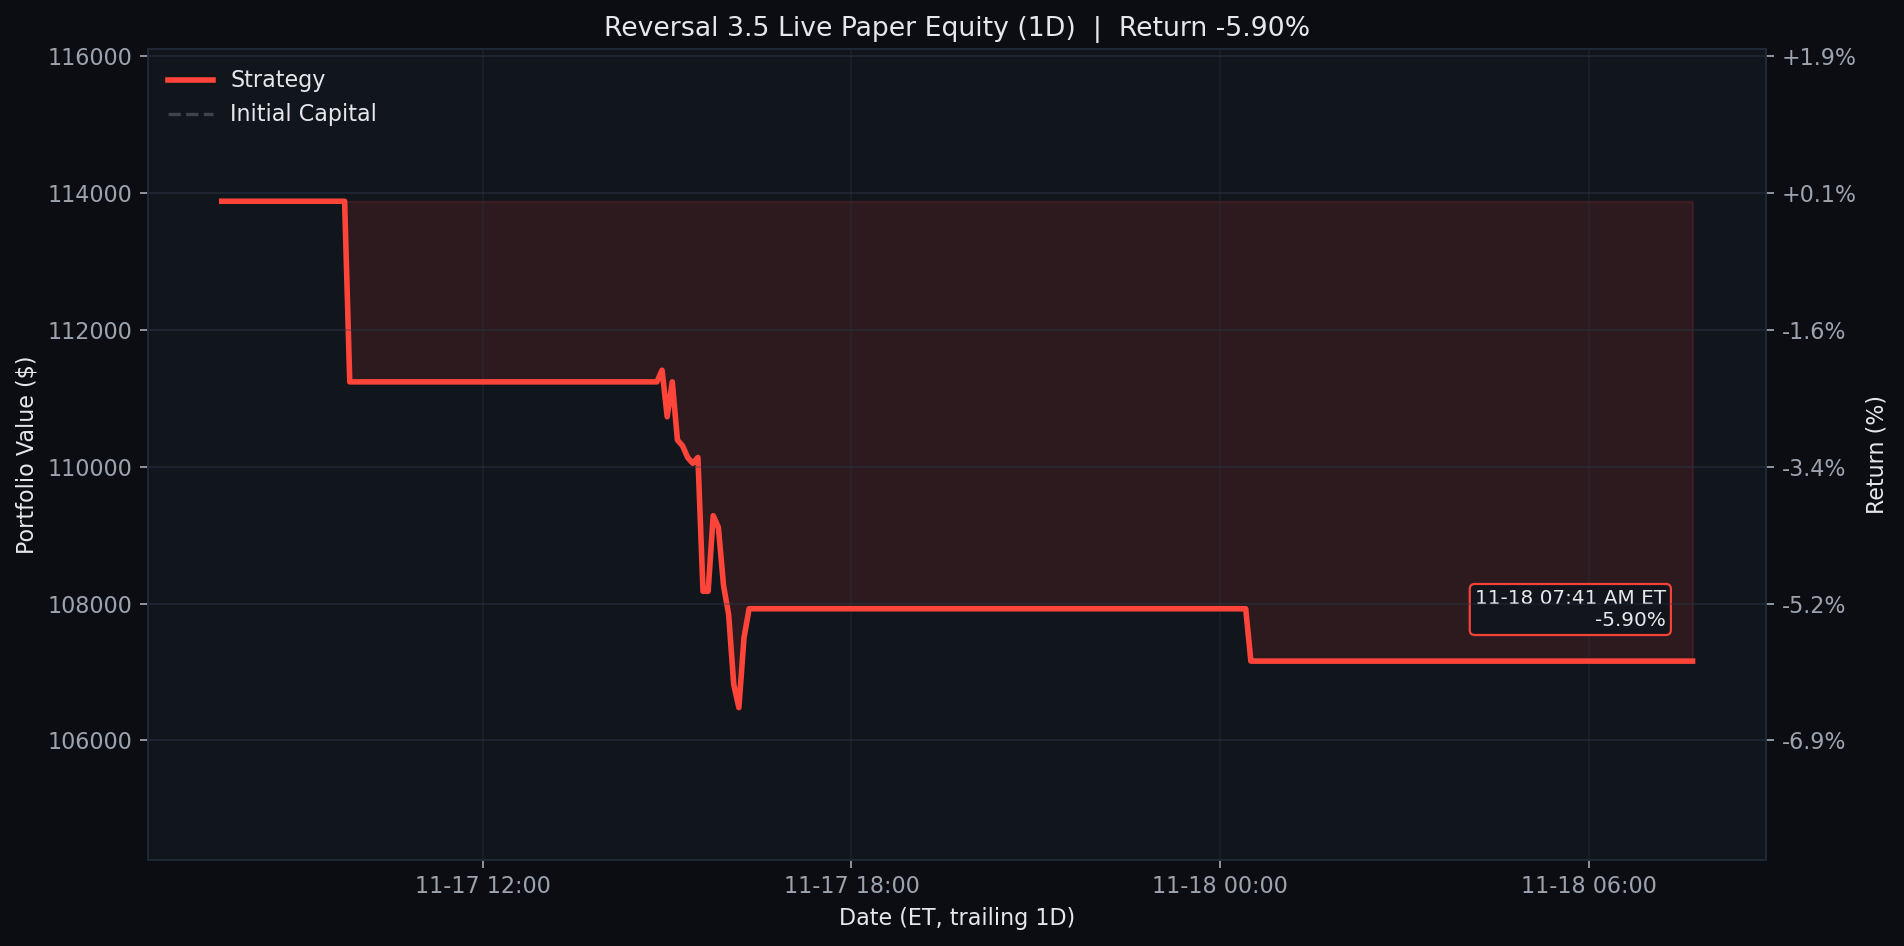 Reversal 3.5 Live Paper Equity (1D) | Return -5.90%
Strategy
Initial Capital
Portfolio Value ($)
116000
114000
112000
110000
108000
106000
+1.9%
+0.1%
-1.6%
-3.4%
-5.2%
-6.9%
Return (%)
11-18 07:41 AM ET
-5.90%
11-17 12:00
11-17 18:00
11-18 00:00
11-18 06:00
Date (ET, trailing 1D)